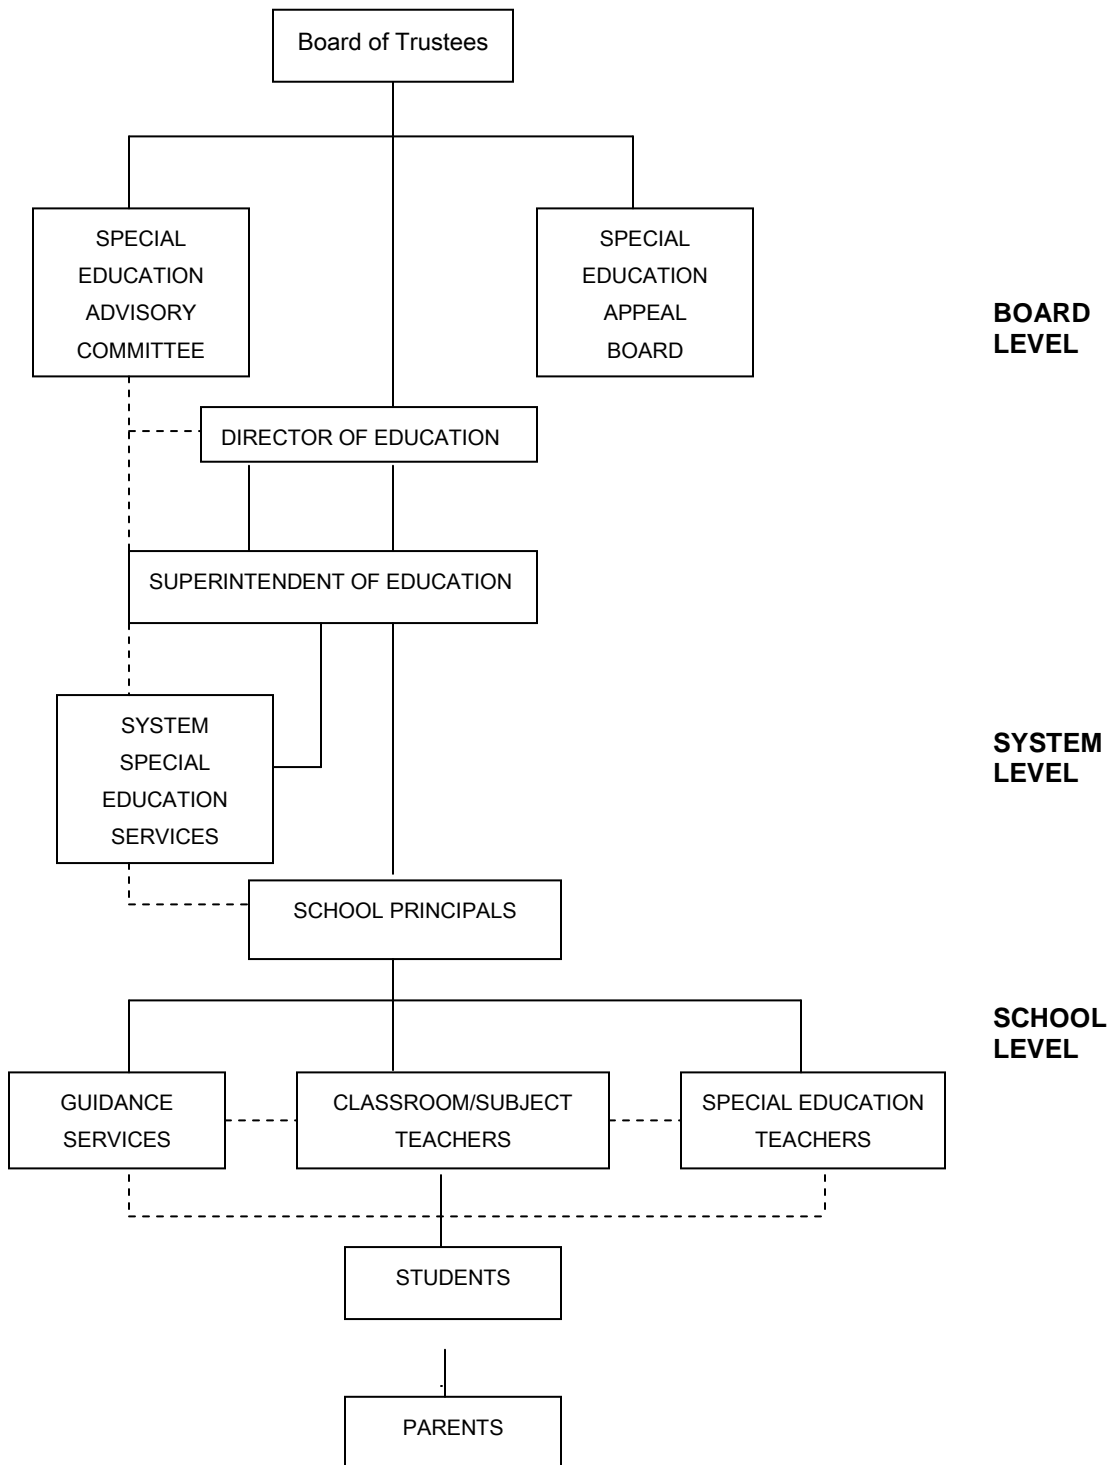 Board of Trustees
SPECIAL
EDUCATION
ADVISORY
COMMITTEE
SPECIAL
EDUCATION
APPEAL
BOARD
BOARD
LEVEL
DIRECTOR OF EDUCATION
SUPERINTENDENT OF EDUCATION
SYSTEM
SPECIAL
EDUCATION
SERVICES
SYSTEM
LEVEL
SCHOOL PRINCIPALS
SCHOOL
LEVEL
GUIDANCE
SERVICES
CLASSROOM/SUBJECT
TEACHERS
SPECIAL EDUCATION
TEACHERS
STUDENTS
PARENTS